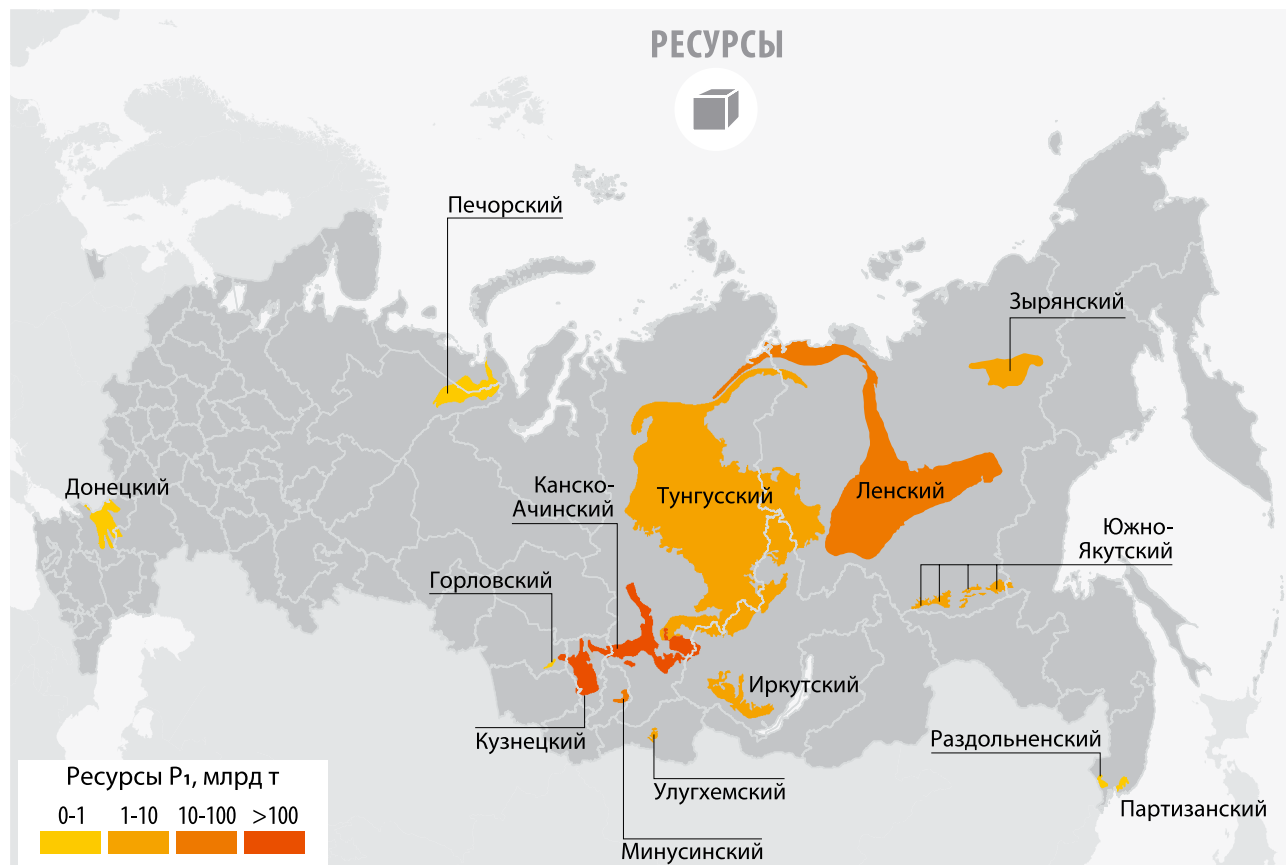 РЕСУРСЫ
Печорский
Зырянский
Донецкий
Канско-
Ачинский
Тунгусский
Ленский
Южно-
Якутский
Горловский
Иркутский
Кузнецкий
Раздольненский
Улугхемский
Партизанский
Минусинский
Ресурсы P₁, млрд т
0-1 1-10 10-100 >100